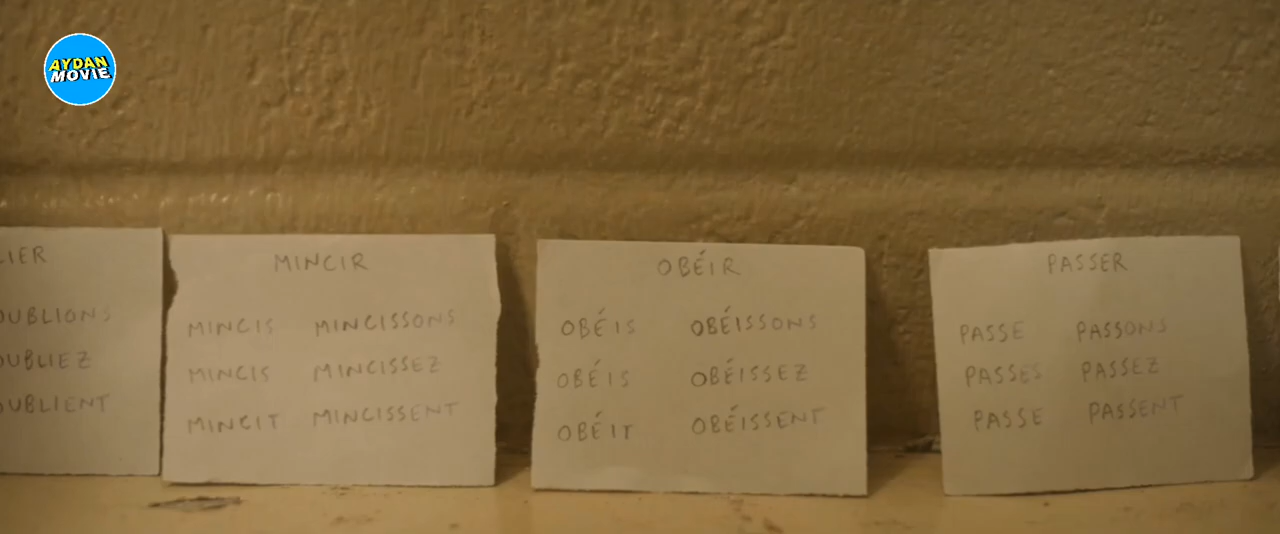 AYDAN
MOVIE
LIER
OUBLIONS
OUBLIEZ
OUBLIENT
MINCIR
MINCIS MINCISSONS
MINCIS MINCISSEZ
MINCIT MINCISSENT
OBÉIR
OBÉIS OBÉISSONS
OBÉIS OBÉISSEZ
OBÉIT OBÉISSENT
PASSER
PASSE PASSONS
PASSES PASSEZ
PASSE PASSENT